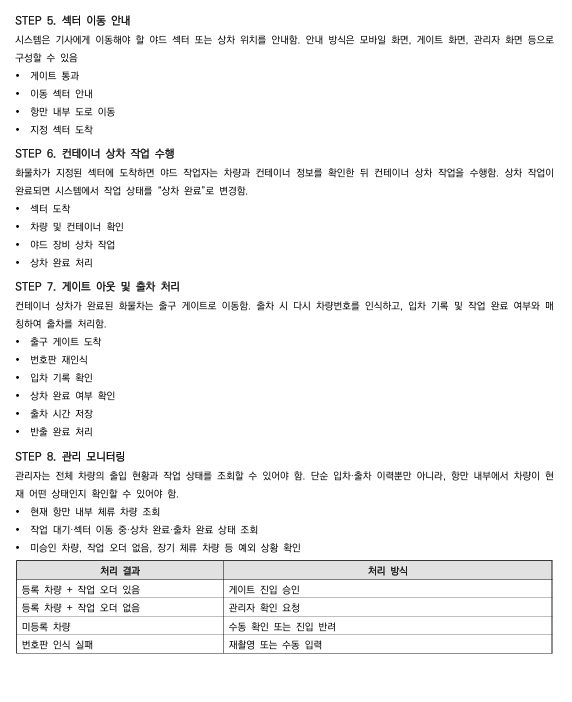 STEP 5. 섹터 이동 안내
시스템은 기사에게 이동해야 할 야드 섹터 또는 상차 위치를 안내함. 안내 방식은 모바일 화면, 게이트 화면, 관리자 화면 등으로
구성할 수 있음
• 게이트 통과
• 이동 섹터 안내
• 항만 내부 도로 이동
• 지정 섹터 도착
STEP 6. 컨테이너 상차 작업 수행
화물차가 지정된 섹터에 도착하면 야드 작업자는 차량과 컨테이너 정보를 확인한 뒤 컨테이너 상차 작업을 수행함. 상차 작업이
완료되면 시스템에서 작업 상태를 “상차 완료”로 변경함.
• 섹터 도착
• 차량 및 컨테이너 확인
• 야드 장비 상차 작업
• 상차 완료 처리
STEP 7. 게이트 아웃 및 출차 처리
컨테이너 상차가 완료된 화물차는 출구 게이트로 이동함. 출차 시 다시 차량번호를 인식하고, 입차 기록 및 작업 완료 여부와 매
칭하여 출차를 처리함.
• 출구 게이트 도착
• 번호판 재인식
• 입차 기록 확인
• 상차 완료 여부 확인
• 출차 시간 저장
• 반출 완료 처리
STEP 8. 관리 모니터링
관리자는 전체 차량의 출입 현황과 작업 상태를 조회할 수 있어야 함. 단순 입차·출차 이력뿐만 아니라, 항만 내부에서 차량이 현
재 어떤 상태인지 확인할 수 있어야 함.
• 현재 항만 내부 체류 차량 조회
• 작업 대기·섹터 이동 중·상차 완료·출차 완료 상태 조회
• 미승인 차량, 작업 오더 없음, 장기 체류 차량 등 예외 상황 확인
처리 결과 처리 방식
등록 차량 + 작업 오더 있음 게이트 진입 승인
등록 차량 + 작업 오더 없음 관리자 확인 요청
미등록 차량 수동 확인 또는 진입 반려
번호판 인식 실패 재촬영 또는 수동 입력